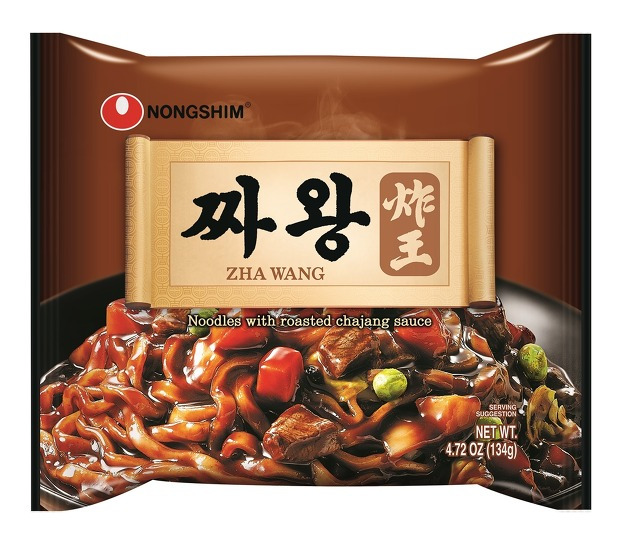 NONGSHIM®
짜왕
炸王
ZHA WANG
Noodles with roasted chajang sauce
SERVING
SUGGESTION
NET WT.
4.72 OZ (134g)